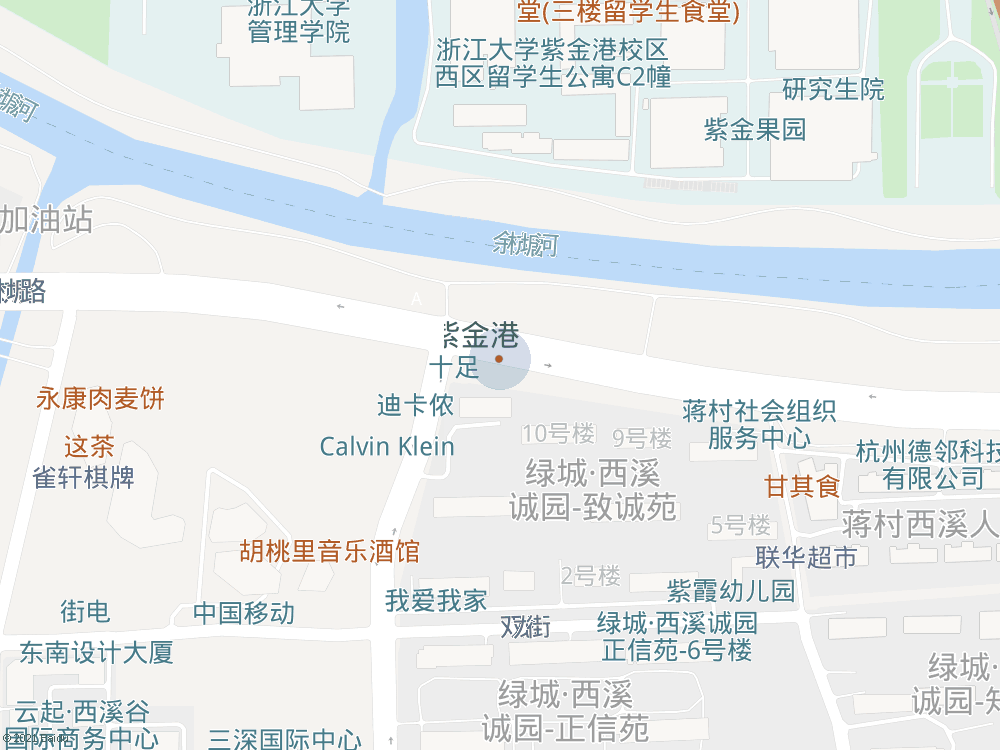 浙江大学
管理学院
堂(三楼留学生食堂)
浙江大学紫金港校区
西区留学生公寓C2幢
研究生院
紫金果园
加油站
A
紫金港
十足
迪卡侬
Calvin Klein
永康肉麦饼
这茶
雀轩棋牌
10号楼
9号楼
蒋村社会组织
服务中心
杭州德邻科技
有限公司
绿城·西溪
诚园-致诚苑
甘其食
5号楼
蒋村西溪人
胡桃里音乐酒馆
联华超市
2号楼
紫霞幼儿园
街电
中国移动
我爱我家
双街
绿城·西溪诚园
正信苑-6号楼
东南设计大厦
绿城·
诚园-知
云起·西溪谷
国际商务中心
三深国际中心
绿城·西溪
诚园-正信苑